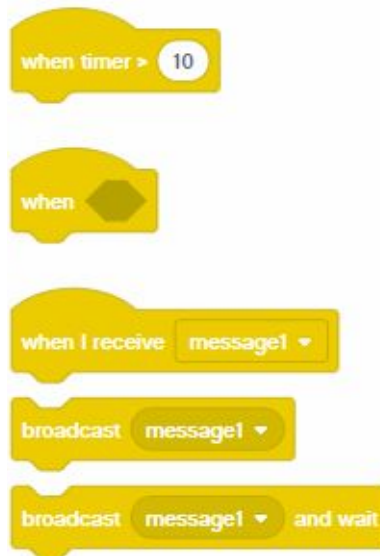 when timer > 10
when
when I receive message1
broadcast message1
broadcast message1 and wait